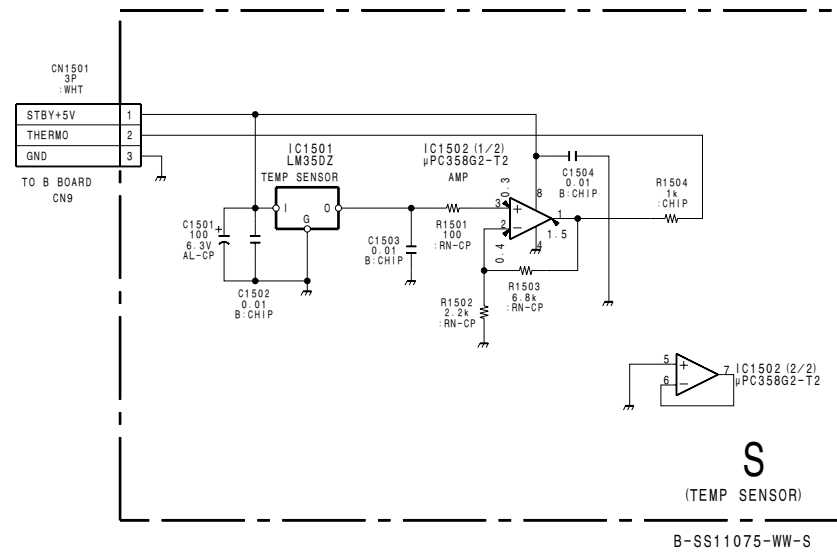 CN1501
3P
:WHT
STBY+5V 1
THERMO 2
GND 3
TO B BOARD
CN9
IC1501
LM35DZ
TEMP SENSOR
I O
G
C1501
100
6.3V
AL-CP
+
C1502
0.01
B:CHIP
C1503
0.01
B:CHIP
R1501
100
:RN-CP
IC1502 (1/2)
µPC358G2-T2
AMP
0.3
3
+
2
−
0.4
8
1
1.5
4
C1504
0.01
B:CHIP
R1504
1k
:CHIP
R1502
2.2k
:RN-CP
R1503
6.8k
:RN-CP
5
+
6
−
7
IC1502 (2/2)
µPC358G2-T2
S
(TEMP SENSOR)
B-SS11075-WW-S